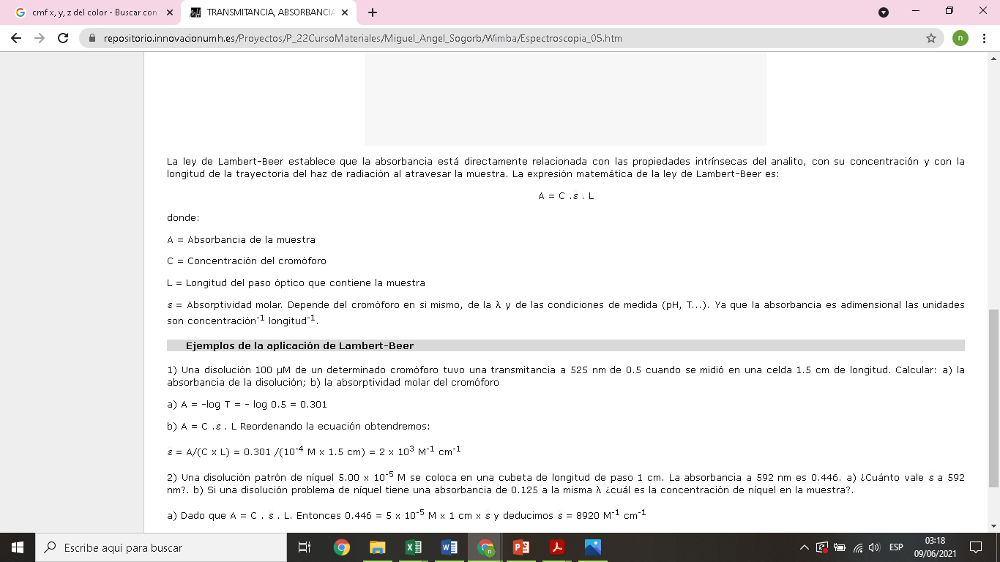 cmf x, y, z del color - Buscar con
TRANSMITANCIA, ABSORBANCIA
repositorio.innovacionumh.es/Proyectos/P_22CursoMateriales/Miguel_Angel_Sogorb/Wimba/Espectroscopia_05.htm
n
La ley de Lambert-Beer establece que la absorbancia está directamente relacionada con las propiedades intrínsecas del analito, con su concentración y con la
longitud de la trayectoria del haz de radiación al atravesar la muestra. La expresión matemática de la ley de Lambert-Beer es:
A = C .ε . L
donde:
A = Absorbancia de la muestra
C = Concentración del cromóforo
L = Longitud del paso óptico que contiene la muestra
ε = Absorptividad molar. Depende del cromóforo en si mismo, de la λ y de las condiciones de medida (pH, T...). Ya que la absorbancia es adimensional las unidades
son concentración⁻¹ longitud⁻¹.
Ejemplos de la aplicación de Lambert-Beer
1) Una disolución 100 µM de un determinado cromóforo tuvo una transmitancia a 525 nm de 0.5 cuando se midió en una celda 1.5 cm de longitud. Calcular: a) la
absorbancia de la disolución; b) la absorptividad molar del cromóforo
a) A = -log T = - log 0.5 = 0.301
b) A = C .ε . L Reordenando la ecuación obtendremos:
ε = A/(C x L) = 0.301 /(10⁻⁴ M x 1.5 cm) = 2 x 10³ M⁻¹ cm⁻¹
2) Una disolución patrón de níquel 5.00 x 10⁻⁵ M se coloca en una cubeta de longitud de paso 1 cm. La absorbancia a 592 nm es 0.446. a) ¿Cuánto vale ε a 592
nm?. b) Si una disolución problema de níquel tiene una absorbancia de 0.125 a la misma λ ¿cuál es la concentración de níquel en la muestra?.
a) Dado que A = C . ε . L. Entonces 0.446 = 5 x 10⁻⁵ M x 1 cm x ε y deducimos ε = 8920 M⁻¹ cm⁻¹
Escribe aquí para buscar
ESP
03:18
09/06/2021